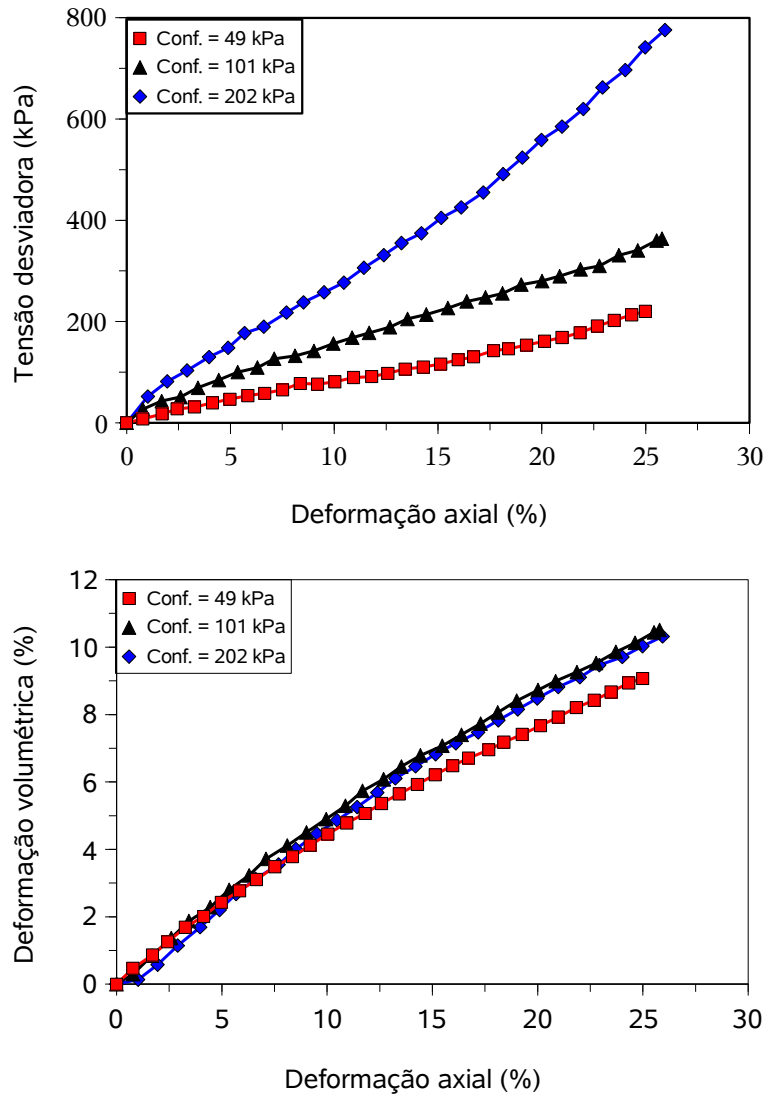 800
600
400
200
0
Tensão desviadora (kPa)
Conf. = 49 kPa
Conf. = 101 kPa
Conf. = 202 kPa
0 5 10 15 20 25 30
Deformação axial (%)
12
10
8
6
4
2
0
Deformação volumétrica (%)
Conf. = 49 kPa
Conf. = 101 kPa
Conf. = 202 kPa
0 5 10 15 20 25 30
Deformação axial (%)